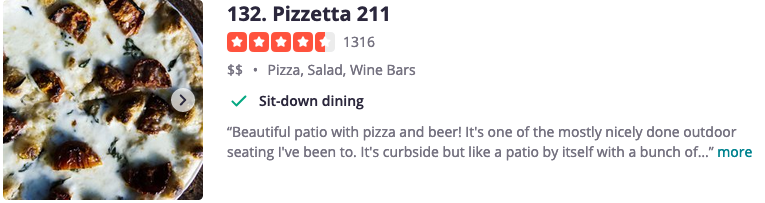 132. Pizzetta 211
1316
$$ • Pizza, Salad, Wine Bars
Sit-down dining
“Beautiful patio with pizza and beer! It's one of the mostly nicely done outdoor
seating I've been to. It's curbside but like a patio by itself with a bunch of...” more